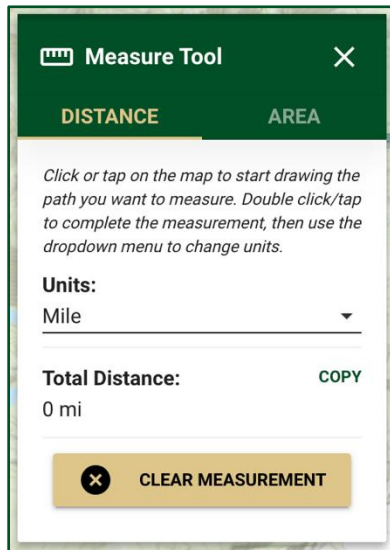 Measure Tool
DISTANCE AREA
Click or tap on the map to start drawing the
path you want to measure. Double click/tap
to complete the measurement, then use the
dropdown menu to change units.
Units:
Mile
Total Distance: COPY
0 mi
CLEAR MEASUREMENT